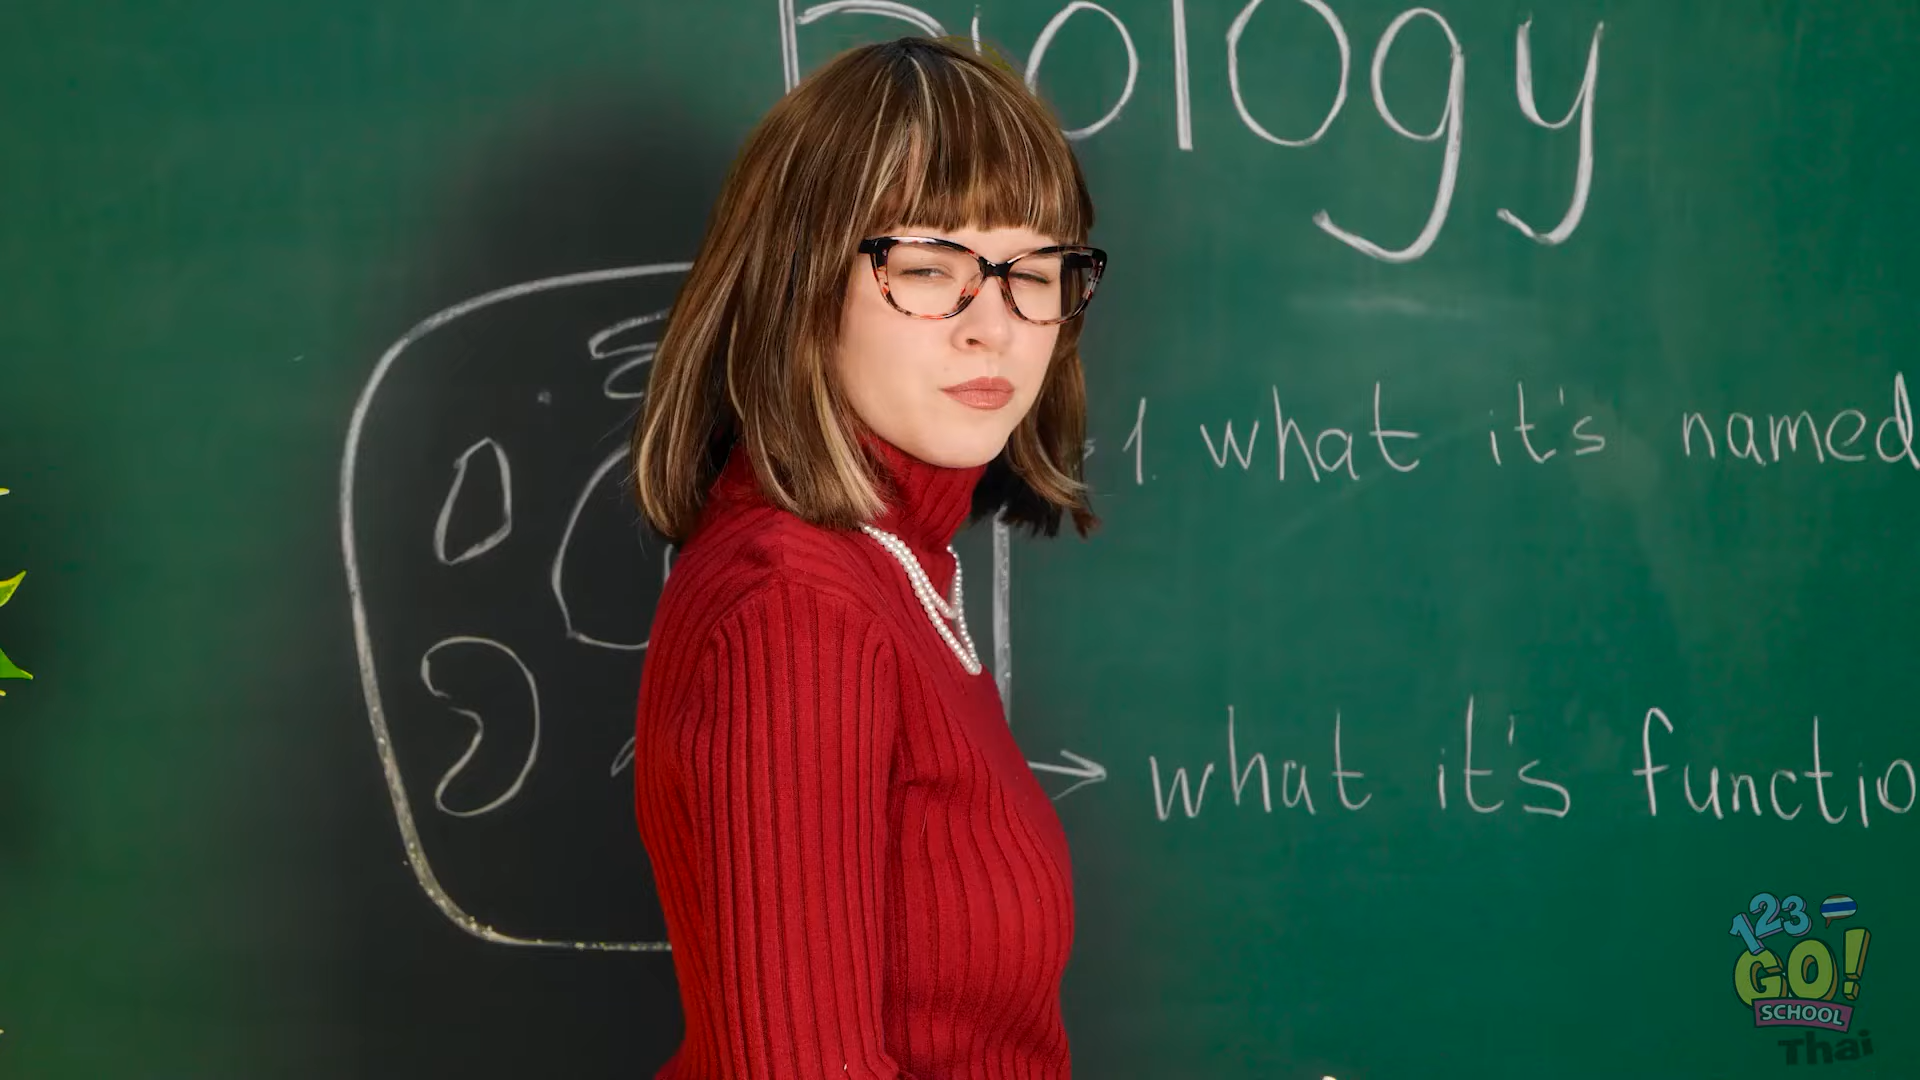 Biology
1. what it's named
what it's functio
123
GO!
SCHOOL
Thai